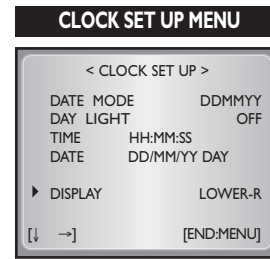 CLOCK SET UP MENU
< CLOCK SET UP >
DATE MODE DDMMYY
DAY LIGHT OFF
TIME HH:MM:SS
DATE DD/MM/YY DAY
▶ DISPLAY LOWER-R
[↓ →] [END:MENU]